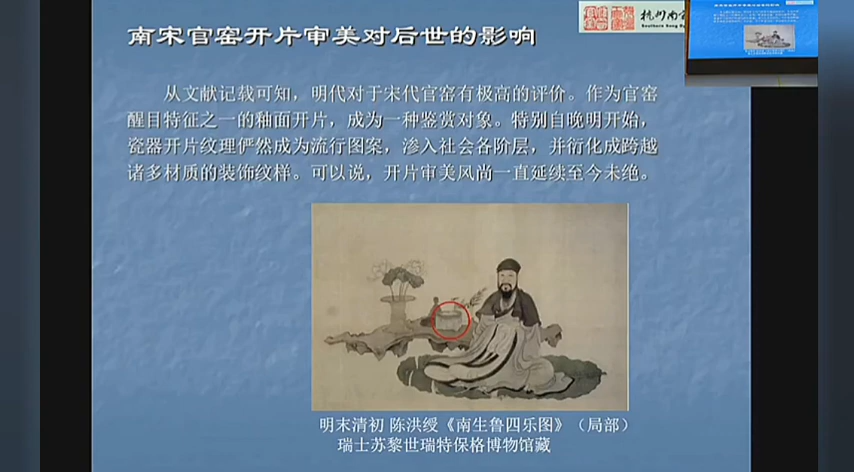 南宋官窑开片审美对后世的影响
杭州南
Southern Song
从文献记载可知，明代对于宋代官窑有极高的评价。作为官窑
醒目特征之一的釉面开片，成为一种鉴赏对象。特别自晚明开始，
瓷器开片纹理俨然成为流行图案，渗入社会各阶层，并衍化成跨越
诸多材质的装饰纹样。可以说，开片审美风尚一直延续至今未绝。
明末清初 陈洪绶《南生鲁四乐图》（局部）
瑞士苏黎世瑞特保格博物馆藏